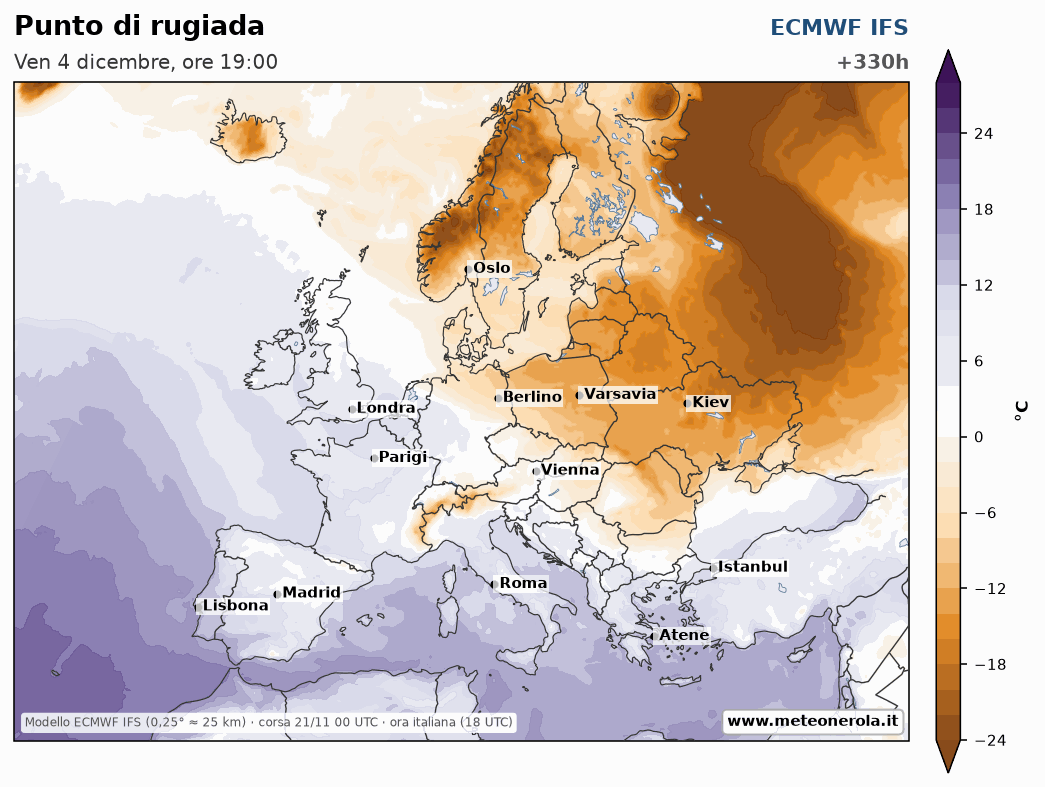 Punto di rugiada
ECMWF IFS
Ven 4 dicembre, ore 19:00
+330h
Oslo
Londra
Berlino
Varsavia
Kiev
Parigi
Vienna
Madrid
Lisbona
Roma
Istanbul
Atene
Modello ECMWF IFS (0,25° ≈ 25 km) · corsa 21/11 00 UTC · ora italiana (18 UTC)
www.meteonerola.it
24
18
12
6
0
−6
−12
−18
−24
°C